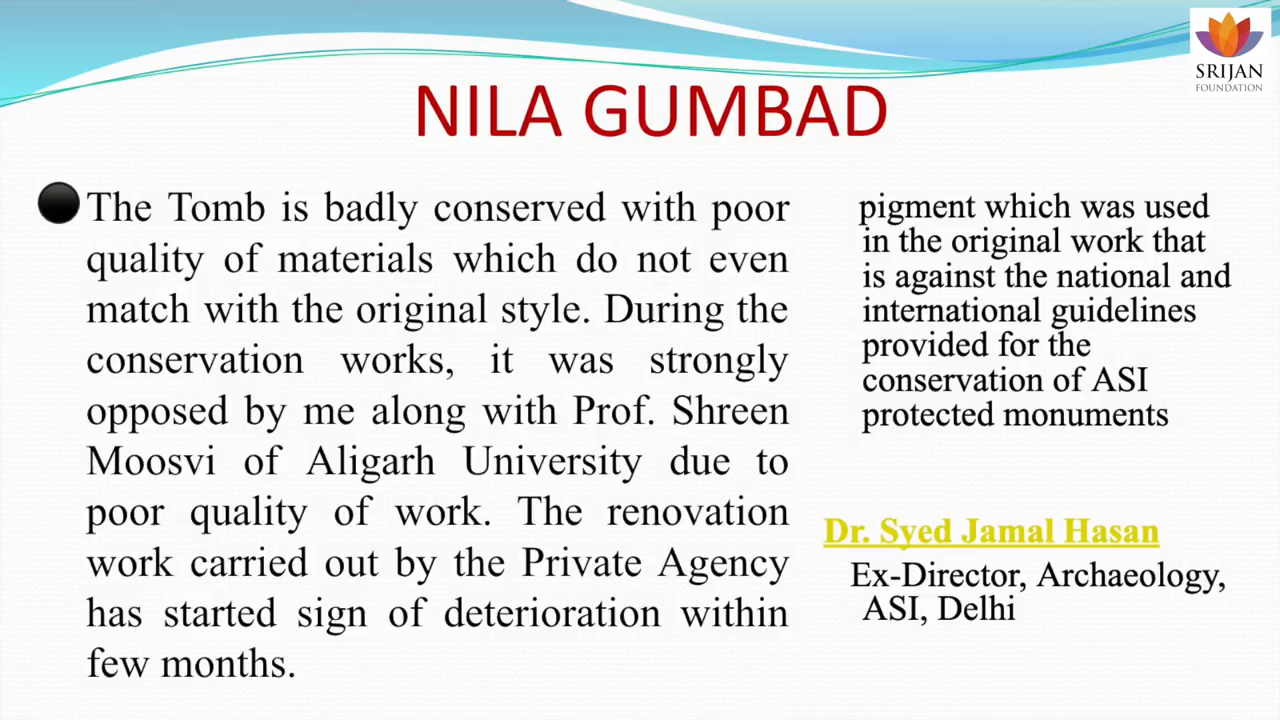 SRIJAN
FOUNDATION
NILA GUMBAD
The Tomb is badly conserved with poor
quality of materials which do not even
match with the original style. During the
conservation works, it was strongly
opposed by me along with Prof. Shreen
Moosvi of Aligarh University due to
poor quality of work. The renovation
work carried out by the Private Agency
has started sign of deterioration within
few months.
pigment which was used
in the original work that
is against the national and
international guidelines
provided for the
conservation of ASI
protected monuments
Dr. Syed Jamal Hasan
Ex-Director, Archaeology,
ASI, Delhi